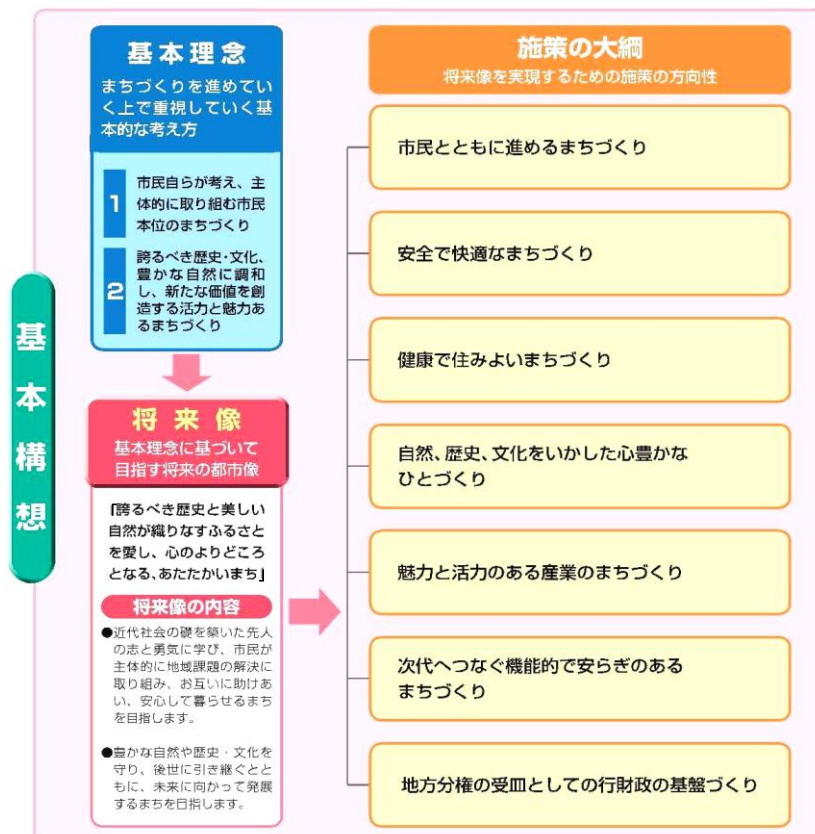 基本構想
基本理念
まちづくりを進めてい
く上で重視していく基
本的な考え方
1
市民自らが考え、主
体的に取り組む市民
本位のまちづくり
2
誇るべき歴史・文化、
豊かな自然に調和
し、新たな価値を創
造する活力と魅力あ
るまちづくり
将来像
基本理念に基づいて
目指す将来の都市像
「誇るべき歴史と美しい
自然が織りなすふるさと
を愛し、心のよりどころ
となる、あたたかいまち」
将来像の内容
●近代社会の礎を築いた先人
の志と勇気に学び、市民が
主体的に地域課題の解決に
取り組み、お互いに助けあ
い、安心して暮らせるまち
を目指します。
●豊かな自然や歴史・文化を
守り、後世に引き継ぐとと
もに、未来に向かって発展
するまちを目指します。
施策の大綱
将来像を実現するための施策の方向性
市民とともに進めるまちづくり
安全で快適なまちづくり
健康で住みよいまちづくり
自然、歴史、文化をいかした心豊かな
ひとづくり
魅力と活力のある産業のまちづくり
次代へつなぐ機能的で安らぎのある
まちづくり
地方分権の受皿としての行財政の基盤づくり